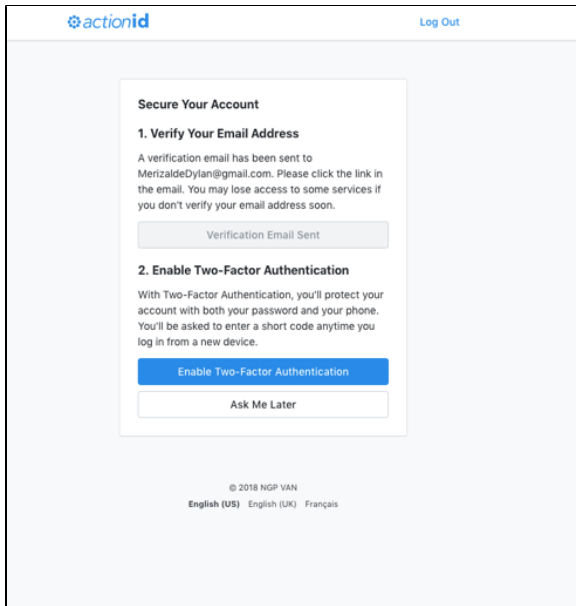 actionid
Log Out
Secure Your Account
1. Verify Your Email Address
A verification email has been sent to
MerizaldeDylan@gmail.com. Please click the link in
the email. You may lose access to some services if
you don't verify your email address soon.
Verification Email Sent
2. Enable Two-Factor Authentication
With Two-Factor Authentication, you'll protect your
account with both your password and your phone.
You'll be asked to enter a short code anytime you
log in from a new device.
Enable Two-Factor Authentication
Ask Me Later
© 2018 NGP VAN
English (US) English (UK) Français